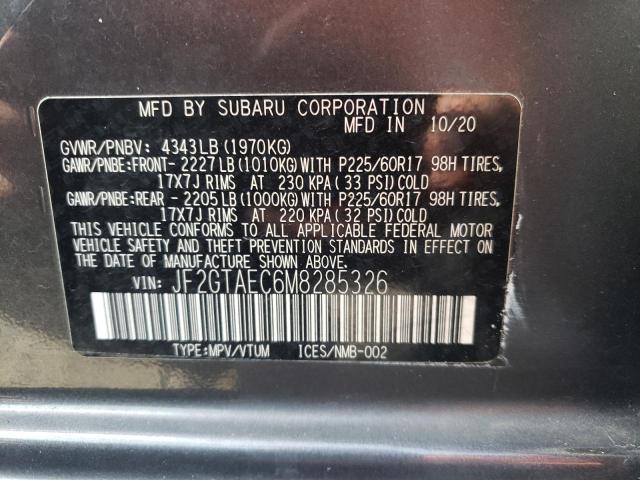 MFD BY SUBARU CORPORATION
MFD IN 10/20
GVWR/PNBV: 4343LB (1970KG)
GAWR/PNBE:FRONT- 2227LB (1010KG) WITH P225/60R17 98H TIRES,
17X7J RIMS AT 230 KPA (33 PSI) COLD
GAWR/PNBE:REAR - 2205LB (1000KG) WITH P225/60R17 98H TIRES,
17X7J RIMS AT 220 KPA (32 PSI) COLD
THIS VEHICLE CONFORMS TO ALL APPLICABLE FEDERAL MOTOR
VEHICLE SAFETY AND THEFT PREVENTION STANDARDS IN EFFECT
ON THE DATE OF MANUFACTURE SHOWN ABOVE.
VIN: JF2GTAEC6M8285326
TYPE:MPV/VTUM ICES/NMB-002